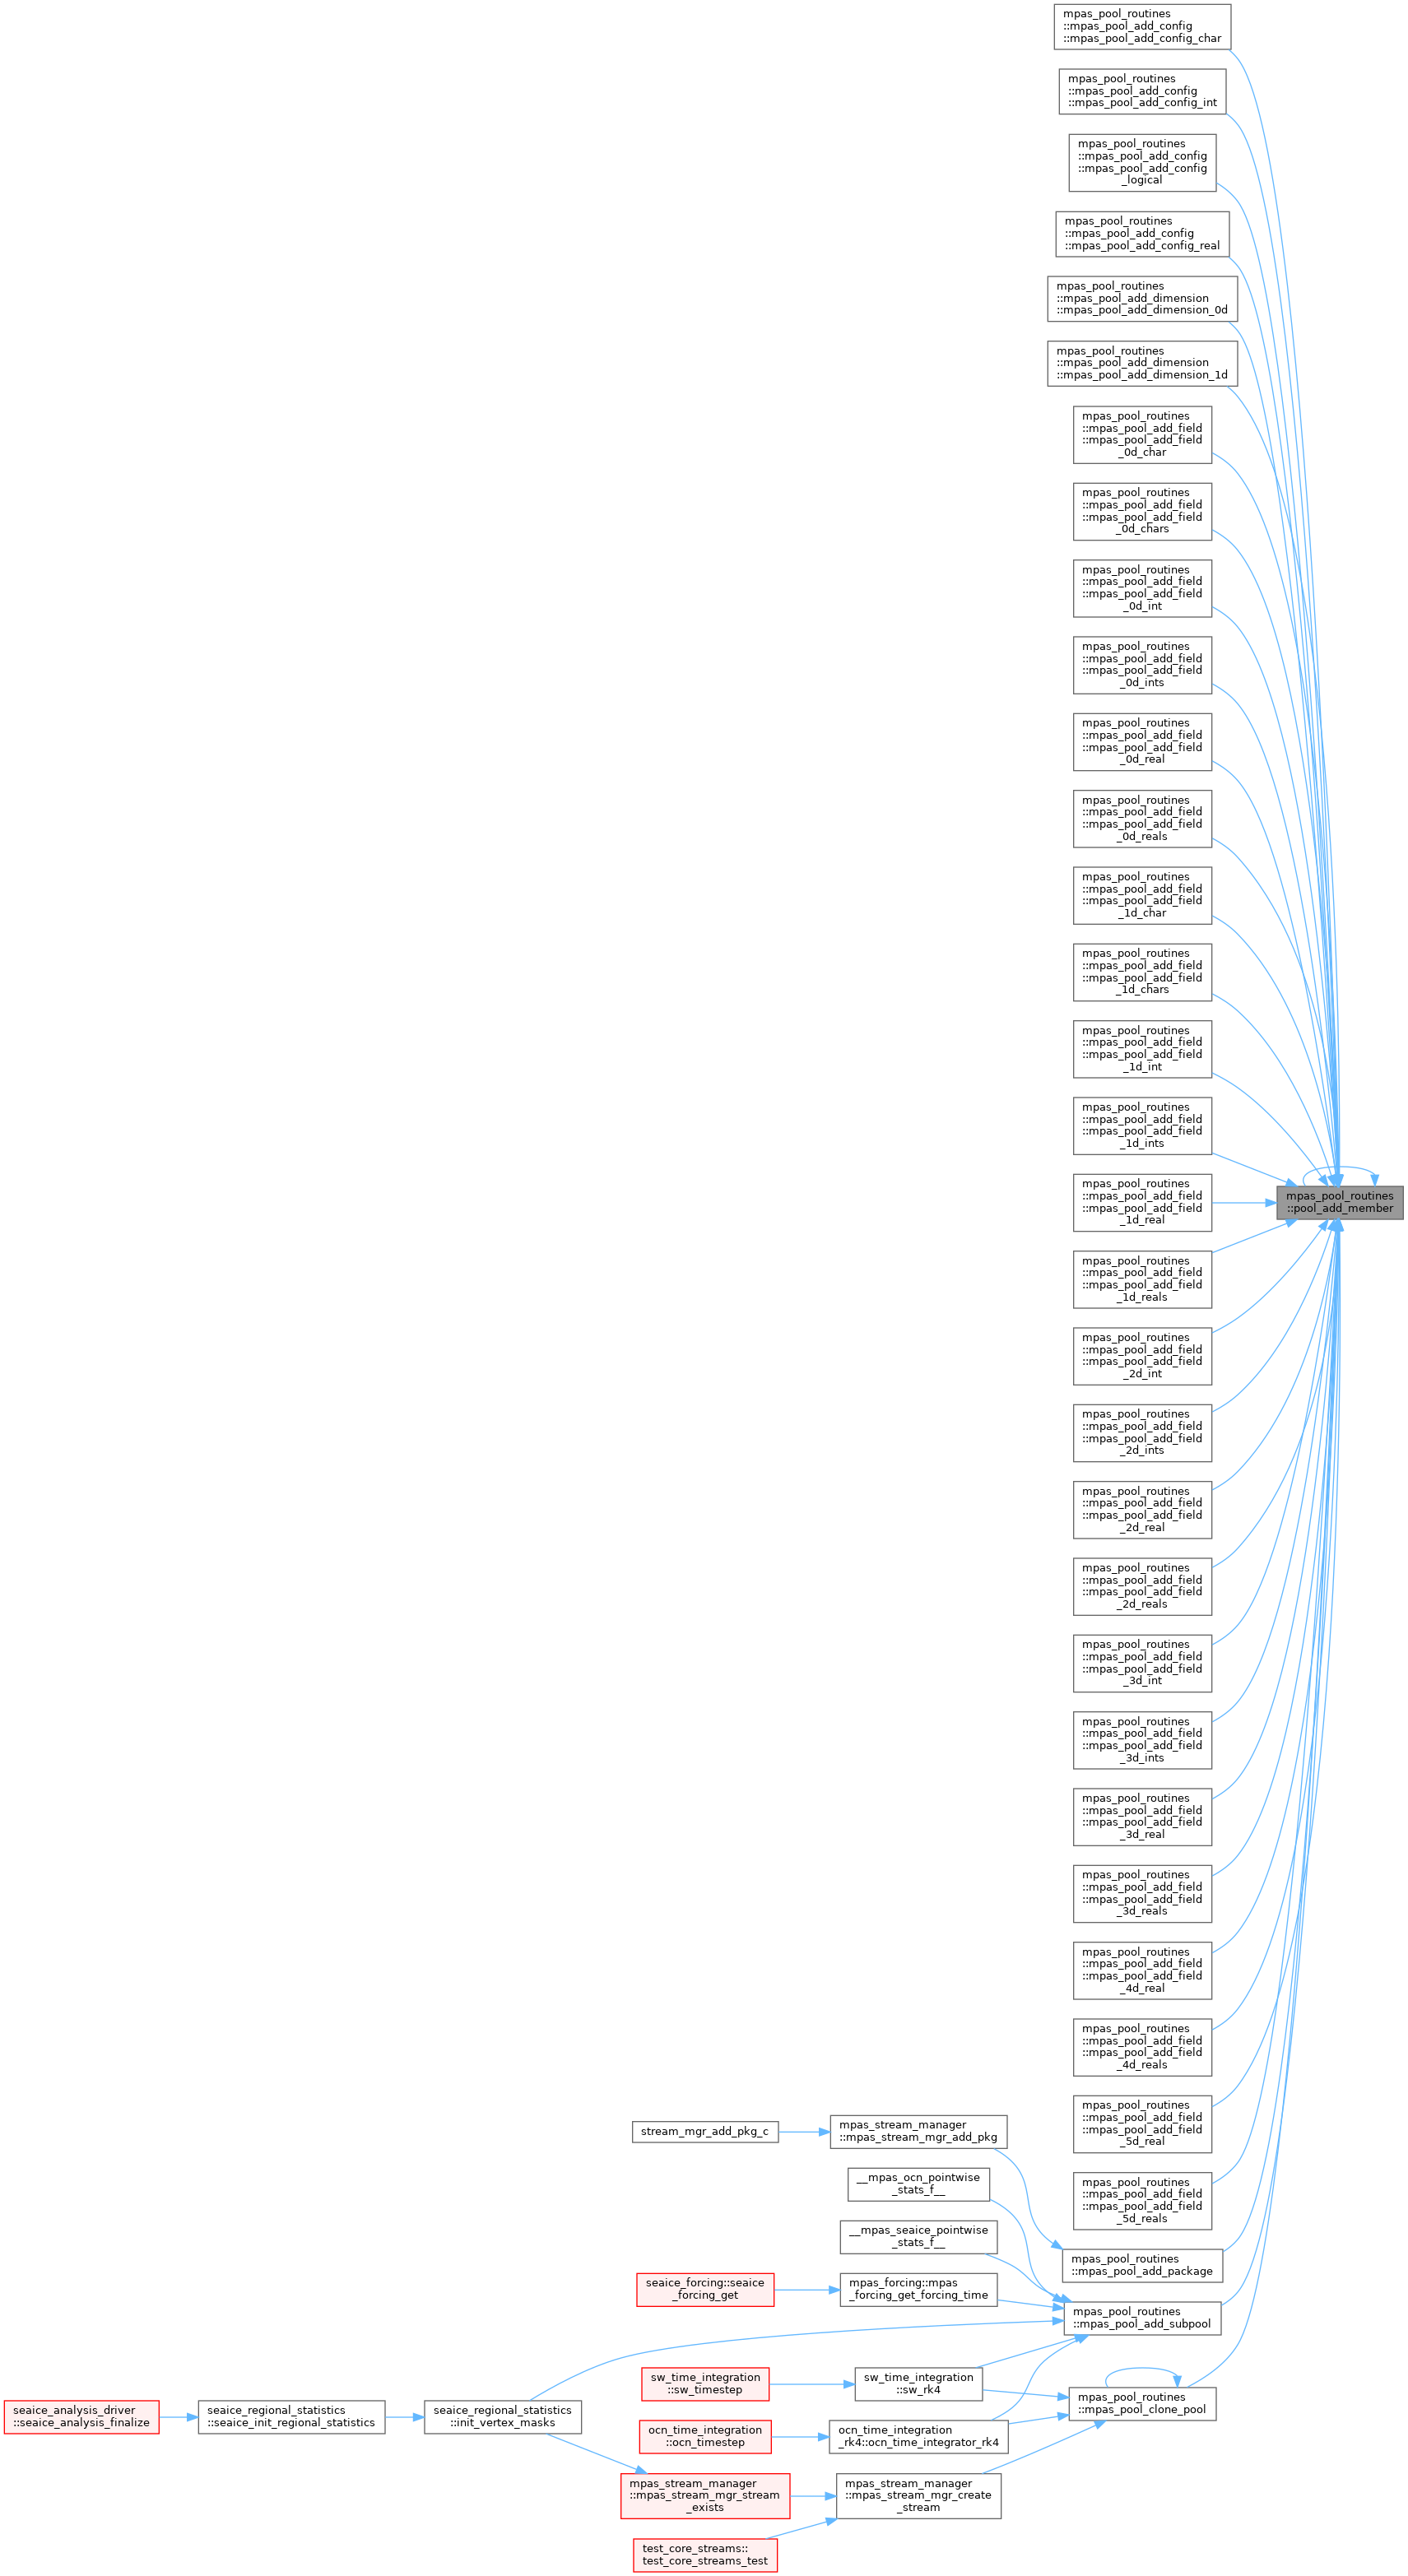 mpas_pool_routines
::mpas_pool_add_config
::mpas_pool_add_config_char
mpas_pool_routines
::mpas_pool_add_config
::mpas_pool_add_config_int
mpas_pool_routines
::mpas_pool_add_config
::mpas_pool_add_config
_logical
mpas_pool_routines
::mpas_pool_add_config
::mpas_pool_add_config_real
mpas_pool_routines
::mpas_pool_add_dimension
::mpas_pool_add_dimension_0d
mpas_pool_routines
::mpas_pool_add_dimension
::mpas_pool_add_dimension_1d
mpas_pool_routines
::mpas_pool_add_field
::mpas_pool_add_field
_0d_char
mpas_pool_routines
::mpas_pool_add_field
::mpas_pool_add_field
_0d_chars
mpas_pool_routines
::mpas_pool_add_field
::mpas_pool_add_field
_0d_int
mpas_pool_routines
::mpas_pool_add_field
::mpas_pool_add_field
_0d_ints
mpas_pool_routines
::mpas_pool_add_field
::mpas_pool_add_field
_0d_real
mpas_pool_routines
::mpas_pool_add_field
::mpas_pool_add_field
_0d_reals
mpas_pool_routines
::mpas_pool_add_field
::mpas_pool_add_field
_1d_char
mpas_pool_routines
::mpas_pool_add_field
::mpas_pool_add_field
_1d_chars
mpas_pool_routines
::mpas_pool_add_field
::mpas_pool_add_field
_1d_int
mpas_pool_routines
::mpas_pool_add_field
::mpas_pool_add_field
_1d_ints
mpas_pool_routines
::mpas_pool_add_field
::mpas_pool_add_field
_1d_real
mpas_pool_routines
::pool_add_member
mpas_pool_routines
::mpas_pool_add_field
::mpas_pool_add_field
_1d_reals
mpas_pool_routines
::mpas_pool_add_field
::mpas_pool_add_field
_2d_int
mpas_pool_routines
::mpas_pool_add_field
::mpas_pool_add_field
_2d_ints
mpas_pool_routines
::mpas_pool_add_field
::mpas_pool_add_field
_2d_real
mpas_pool_routines
::mpas_pool_add_field
::mpas_pool_add_field
_2d_reals
mpas_pool_routines
::mpas_pool_add_field
::mpas_pool_add_field
_3d_int
mpas_pool_routines
::mpas_pool_add_field
::mpas_pool_add_field
_3d_ints
mpas_pool_routines
::mpas_pool_add_field
::mpas_pool_add_field
_3d_real
mpas_pool_routines
::mpas_pool_add_field
::mpas_pool_add_field
_3d_reals
mpas_pool_routines
::mpas_pool_add_field
::mpas_pool_add_field
_4d_real
mpas_pool_routines
::mpas_pool_add_field
::mpas_pool_add_field
_4d_reals
mpas_pool_routines
::mpas_pool_add_field
::mpas_pool_add_field
_5d_real
mpas_pool_routines
::mpas_pool_add_field
::mpas_pool_add_field
_5d_reals
stream_mgr_add_pkg_c
mpas_stream_manager
::mpas_stream_mgr_add_pkg
__mpas_ocn_pointwise
_stats_f__
__mpas_seaice_pointwise
_stats_f__
mpas_pool_routines
::mpas_pool_add_package
seaice_forcing::seaice
_forcing_get
mpas_forcing::mpas
_forcing_get_forcing_time
mpas_pool_routines
::mpas_pool_add_subpool
sw_time_integration
::sw_timestep
sw_time_integration
::sw_rk4
mpas_pool_routines
::mpas_pool_clone_pool
seaice_analysis_driver
::seaice_analysis_finalize
seaice_regional_statistics
::seaice_init_regional_statistics
seaice_regional_statistics
::init_vertex_masks
ocn_time_integration
::ocn_timestep
ocn_time_integration
_rk4::ocn_time_integrator_rk4
mpas_stream_manager
::mpas_stream_mgr_stream
_exists
mpas_stream_manager
::mpas_stream_mgr_create
_stream
test_core_streams::
test_core_streams_test